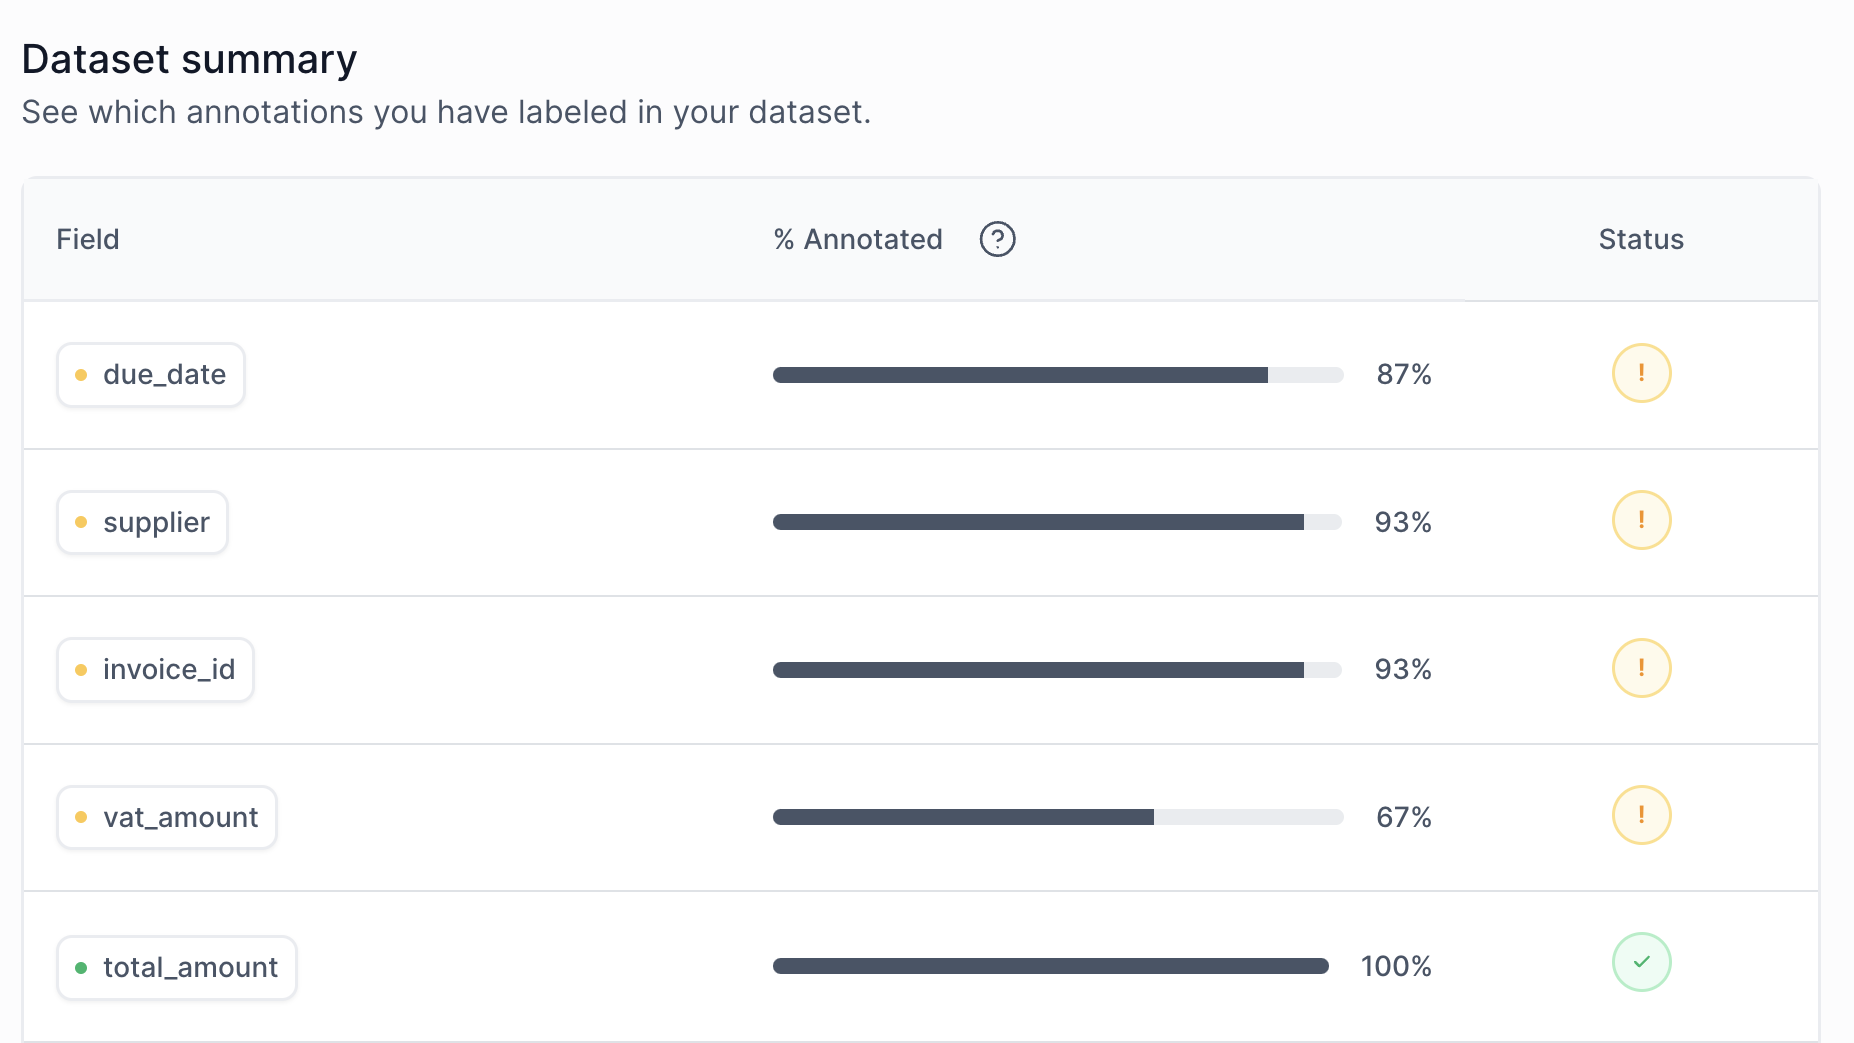 Dataset summary
See which annotations you have labeled in your dataset.
Field % Annotated ? Status
due_date 87% !
supplier 93% !
invoice_id 93% !
vat_amount 67% !
total_amount 100%